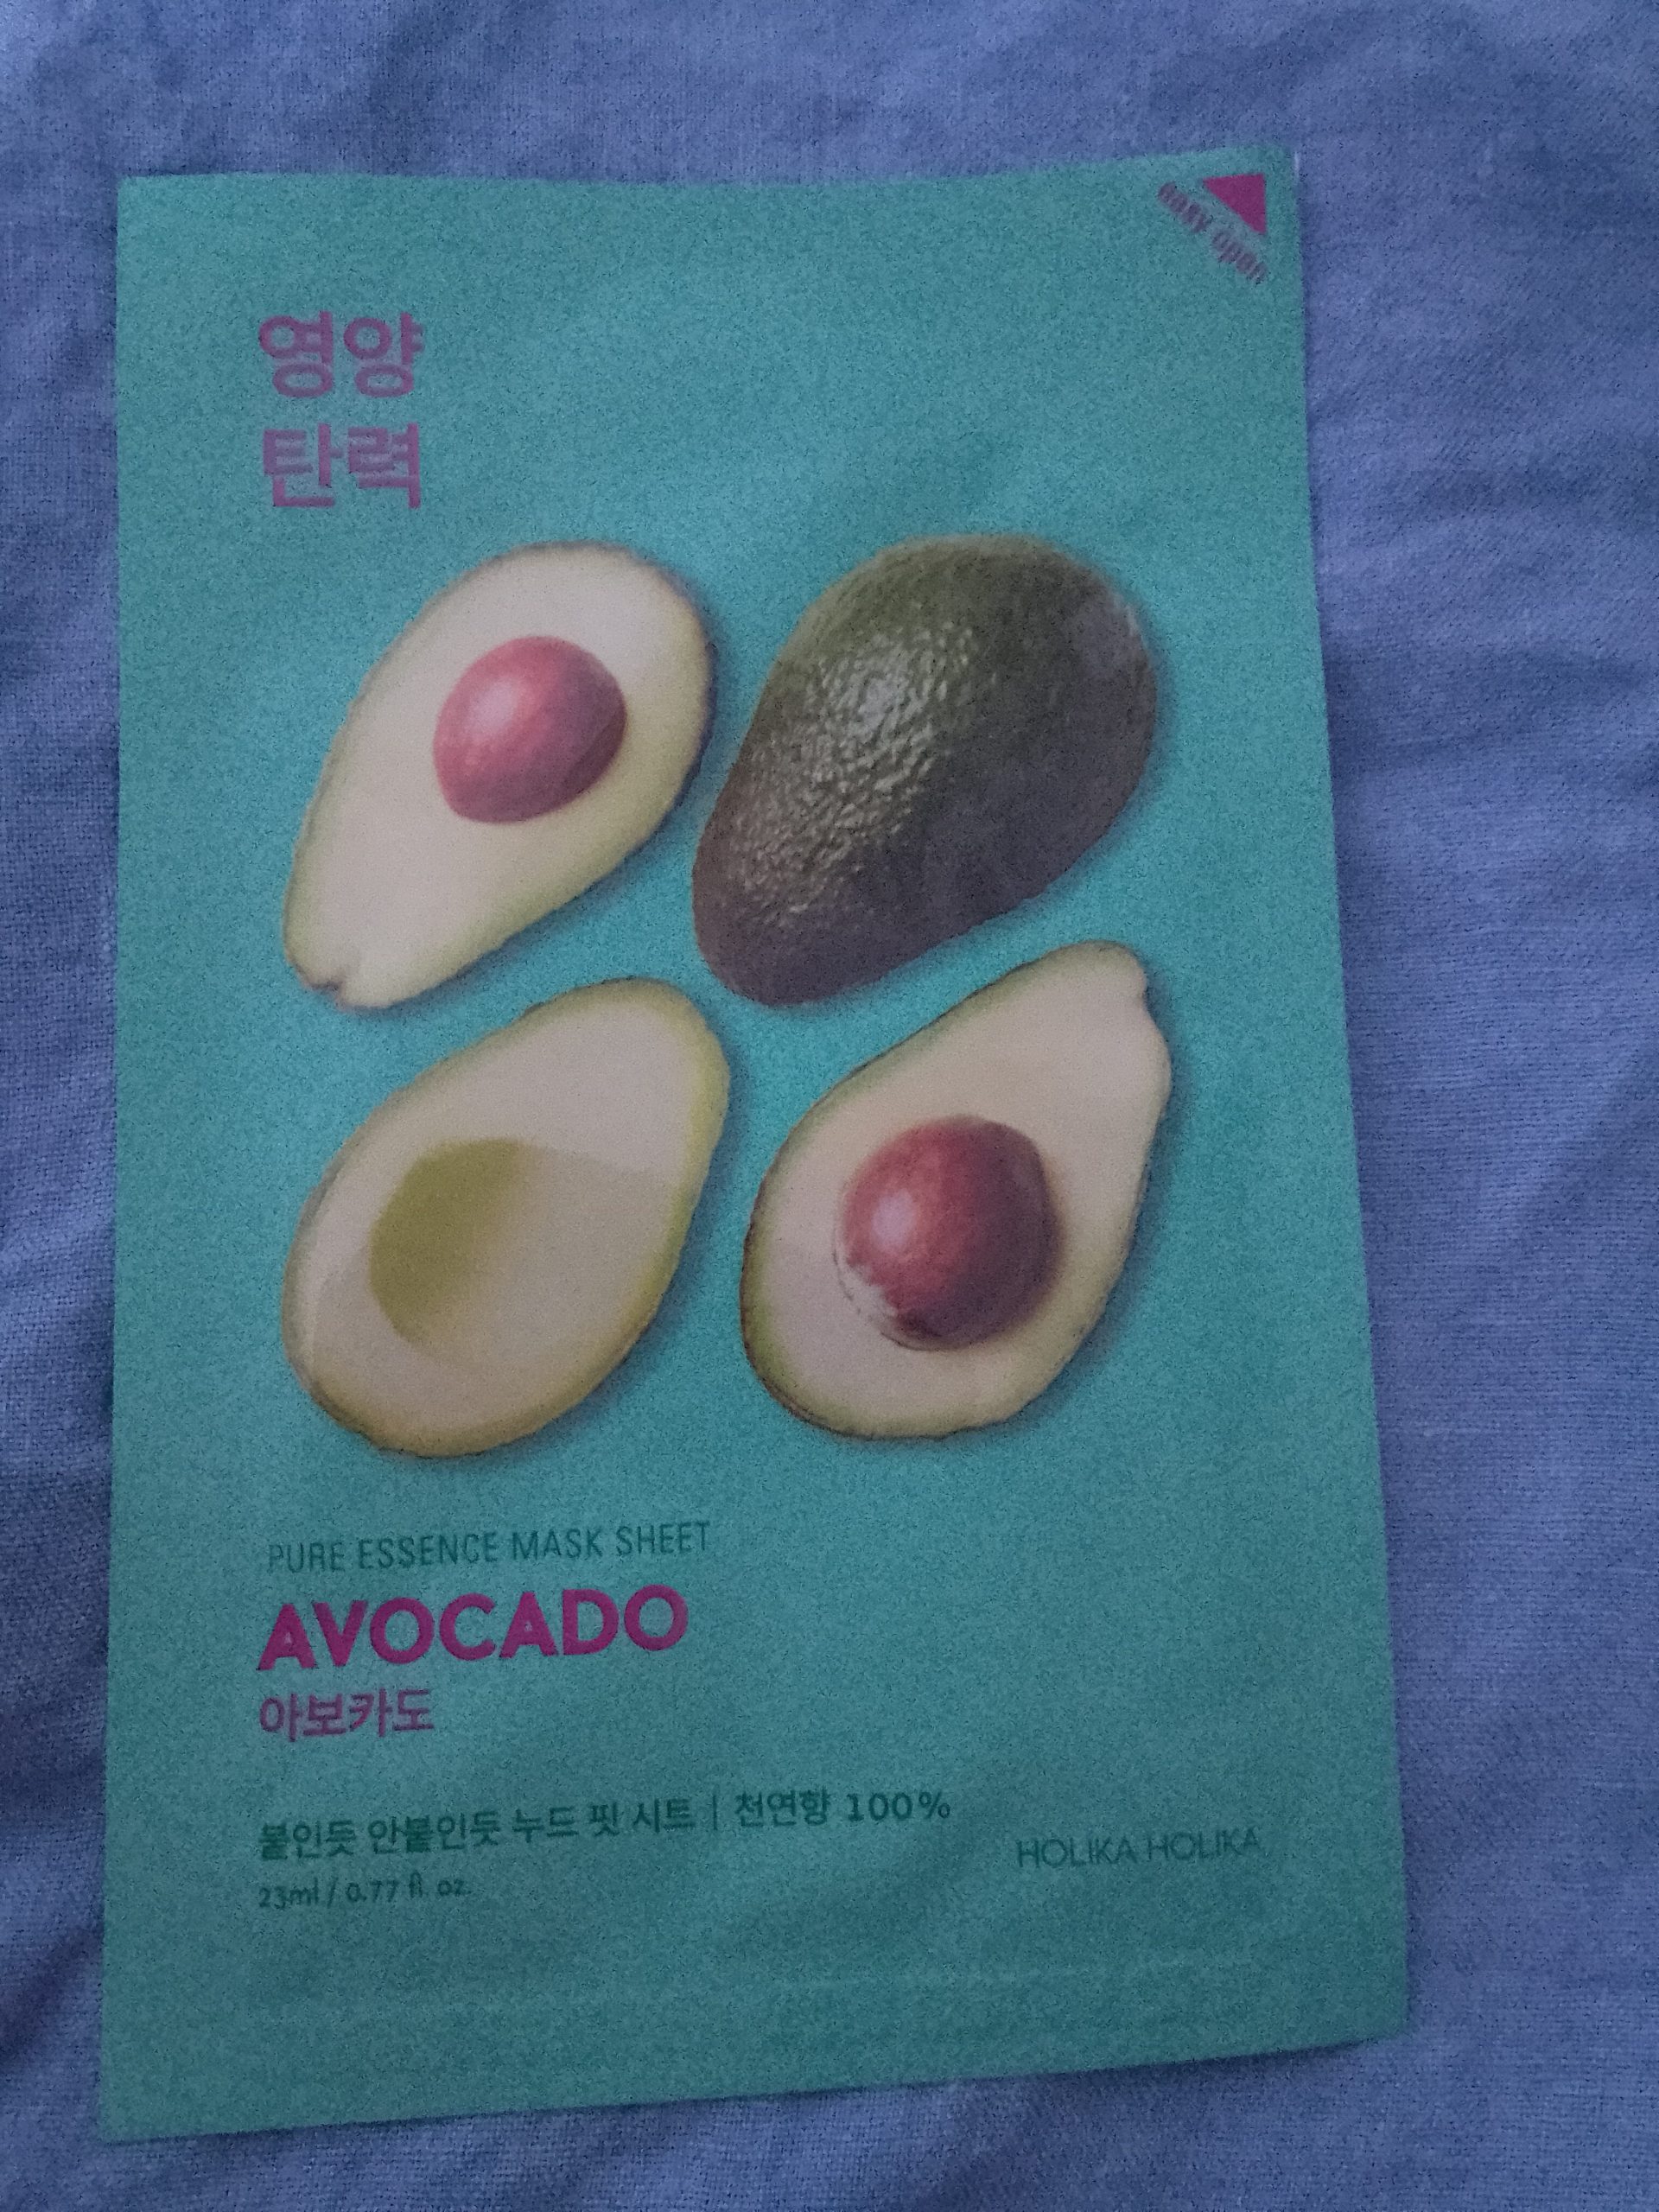 easy open
영양
탄력
PURE ESSENCE MASK SHEET
AVOCADO
아보카도
붙인듯 안붙인듯 누드 핏 시트 | 천연향 100%
HOLIKA HOLIKA
23ml / 0.77 fl. oz.